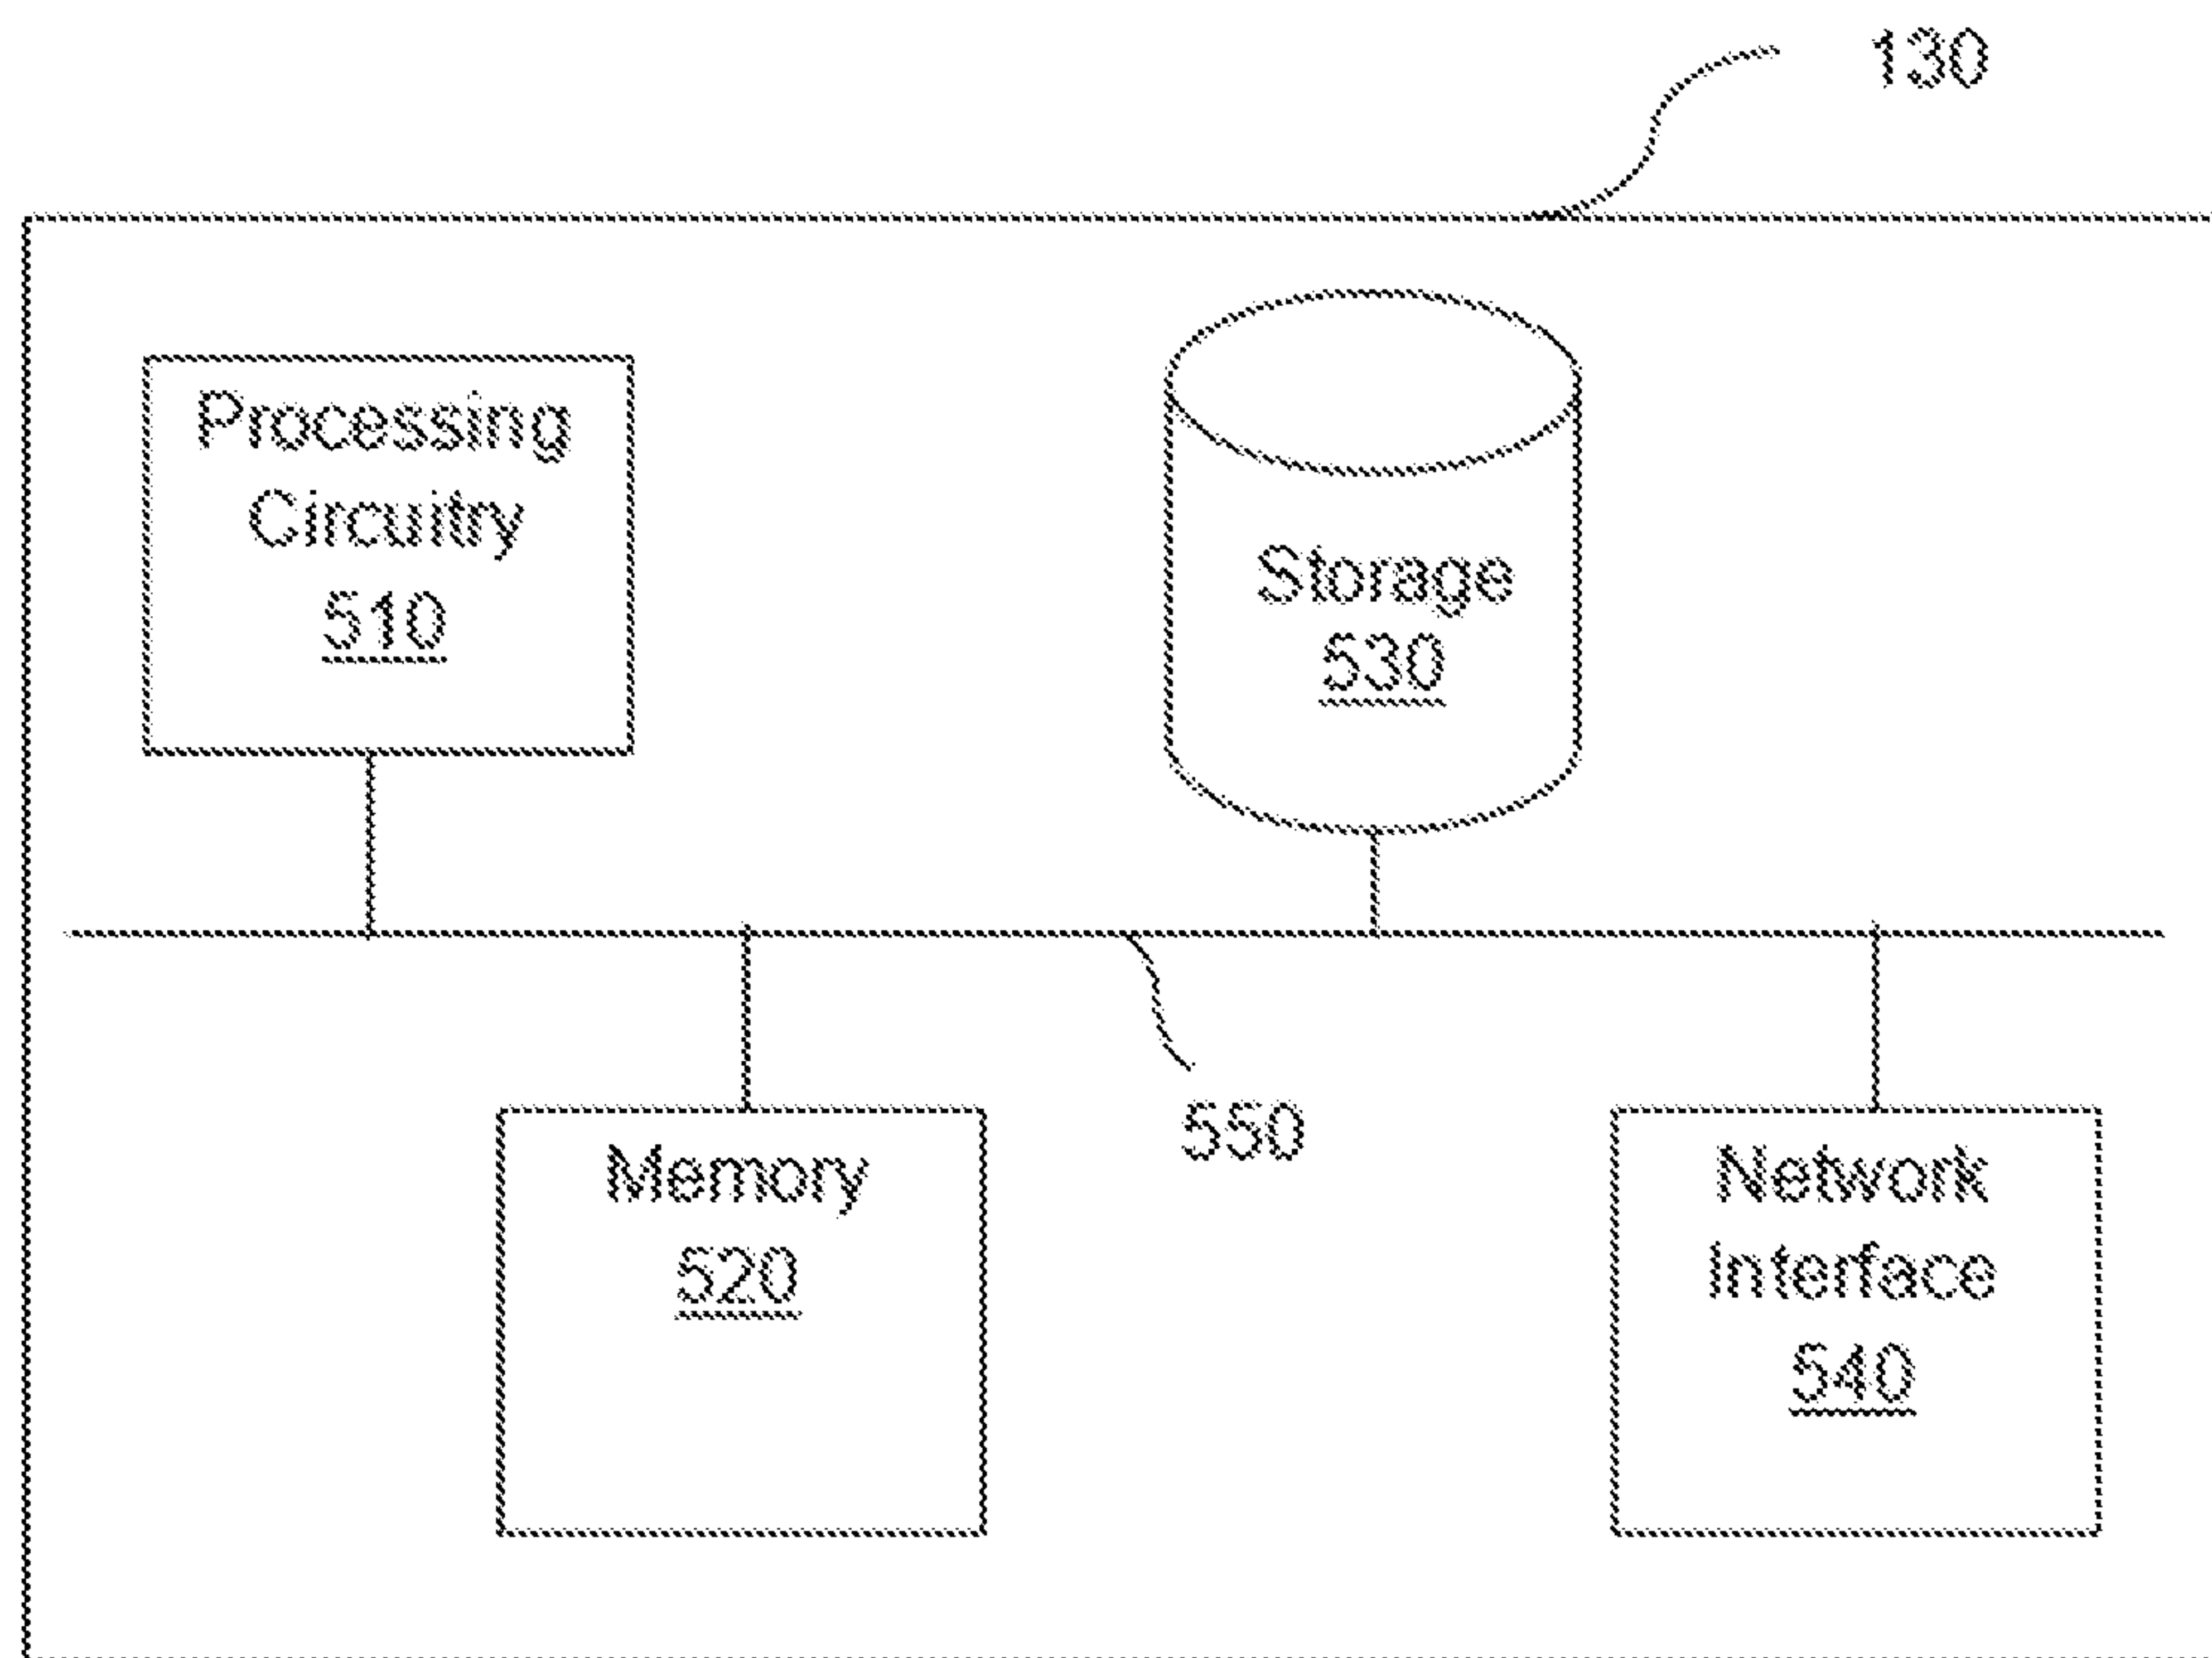 130
Processing
Circuitry
510
Storage
530
550
Memory
520
Network
Interface
540